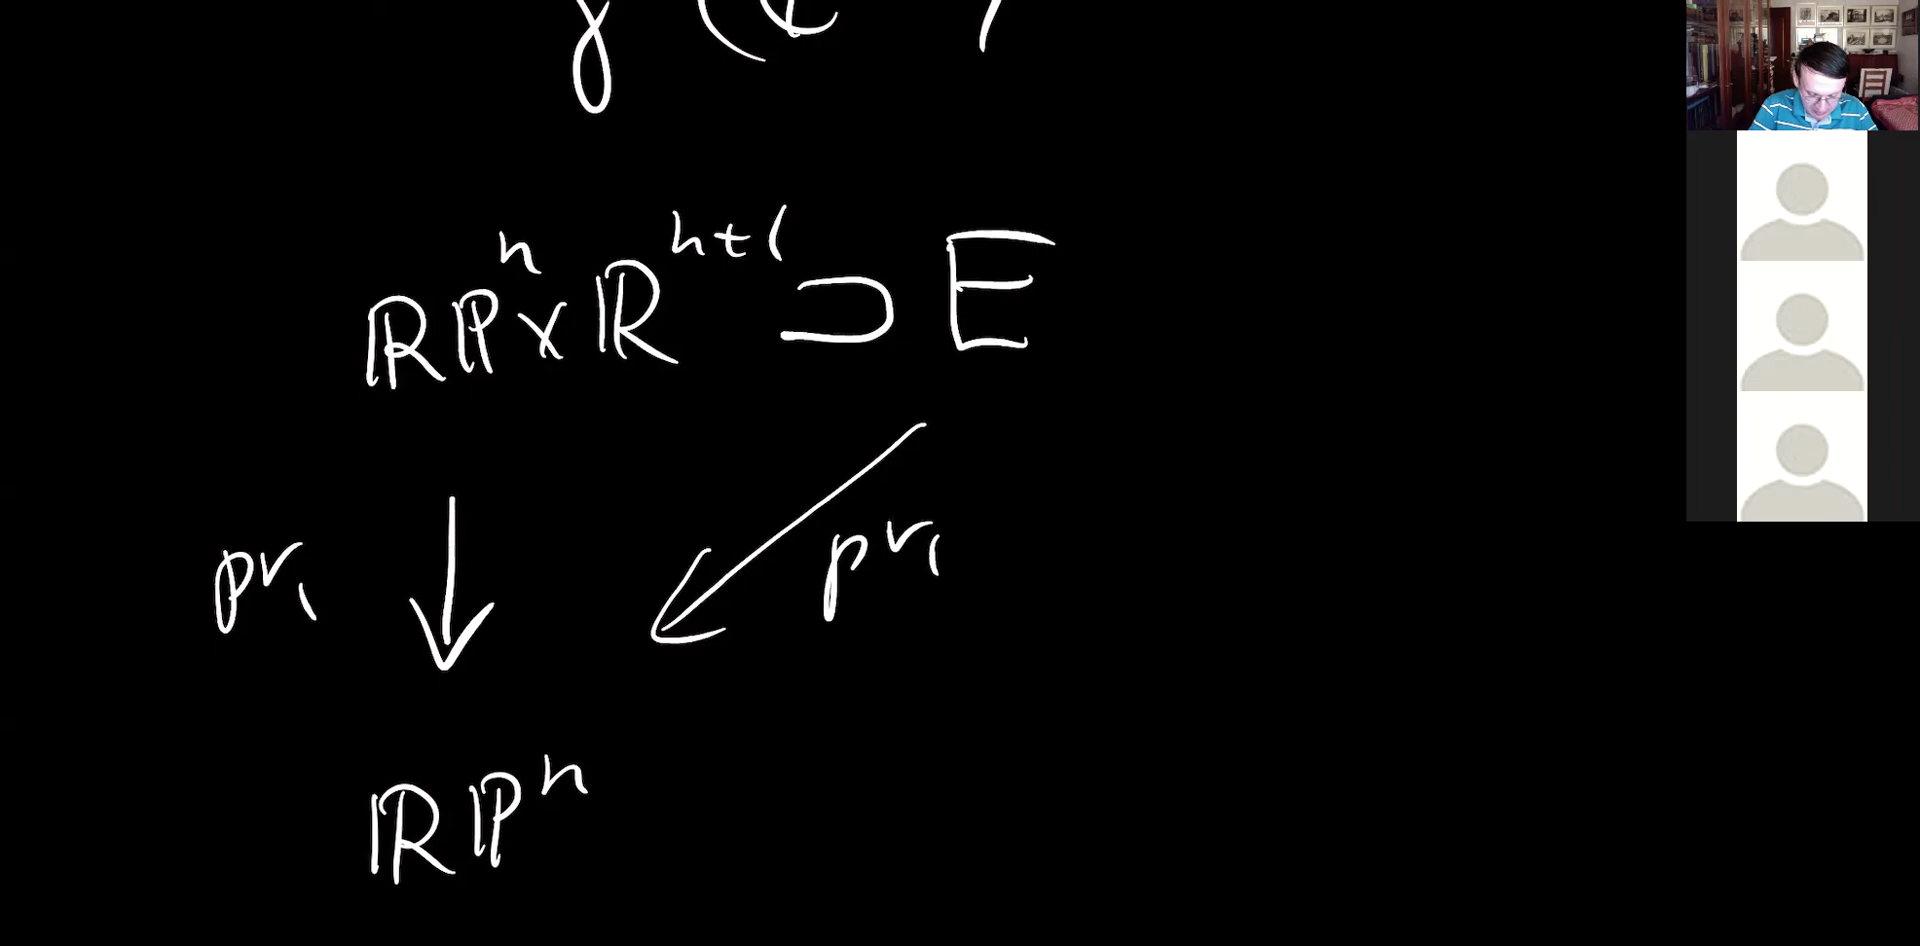 γ (
ℝℙⁿ × ℝⁿ⁺¹ ⊃ E
pr₁ pr₁
ℝℙⁿ